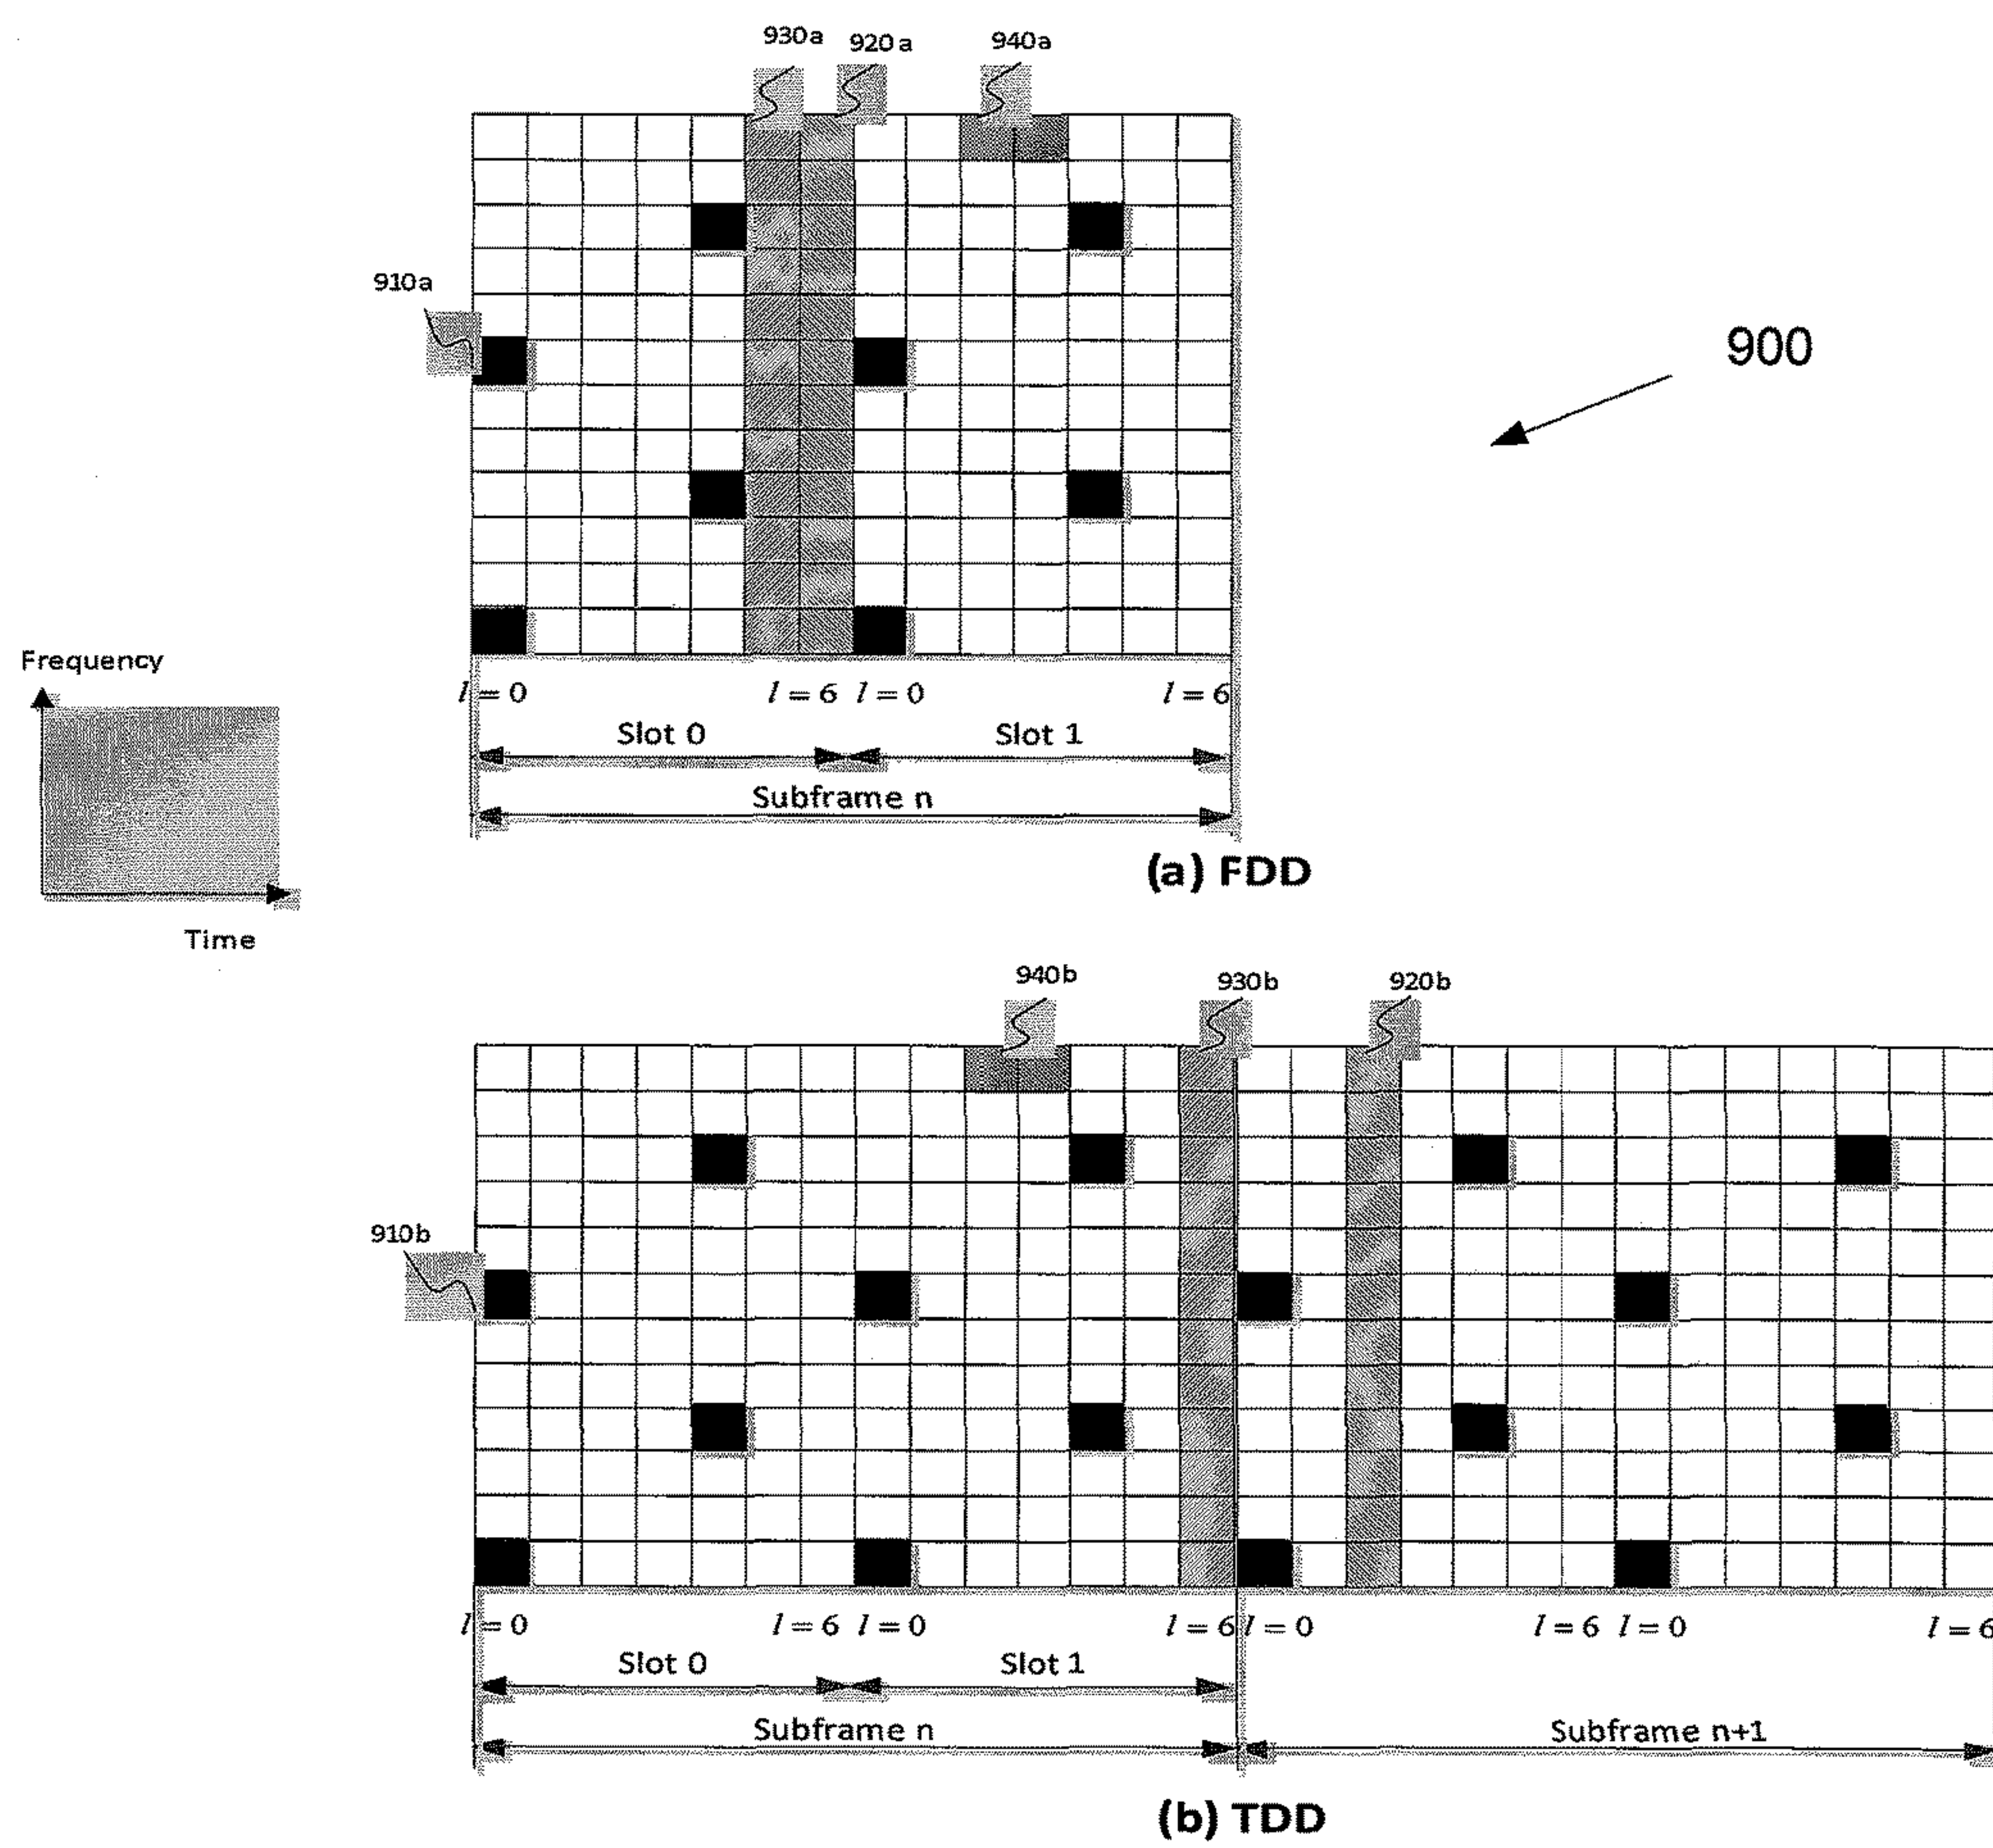 930a 920a 940a
910a
900
Frequency
l = 0 l = 6 l = 0 l = 6
Slot 0 Slot 1
Subframe n
(a) FDD
Time
940b 930b 920b
910b
l = 0 l = 6 l = 0 l = 6 l = 0 l = 6 l = 0 l = 6
Slot 0 Slot 1
Subframe n Subframe n+1
(b) TDD